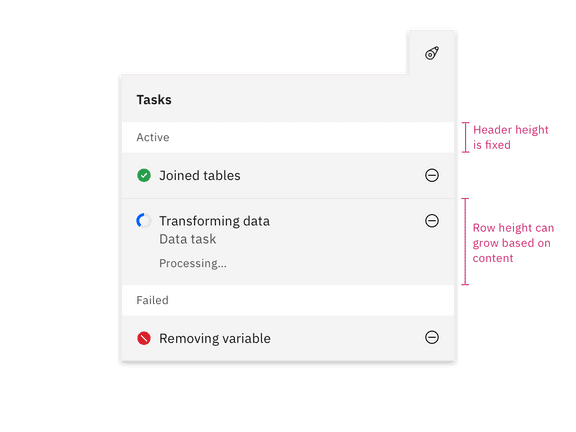 Tasks
Active
Header height
is fixed
Joined tables
Transforming data
Data task
Processing...
Row height can
grow based on
content
Failed
Removing variable